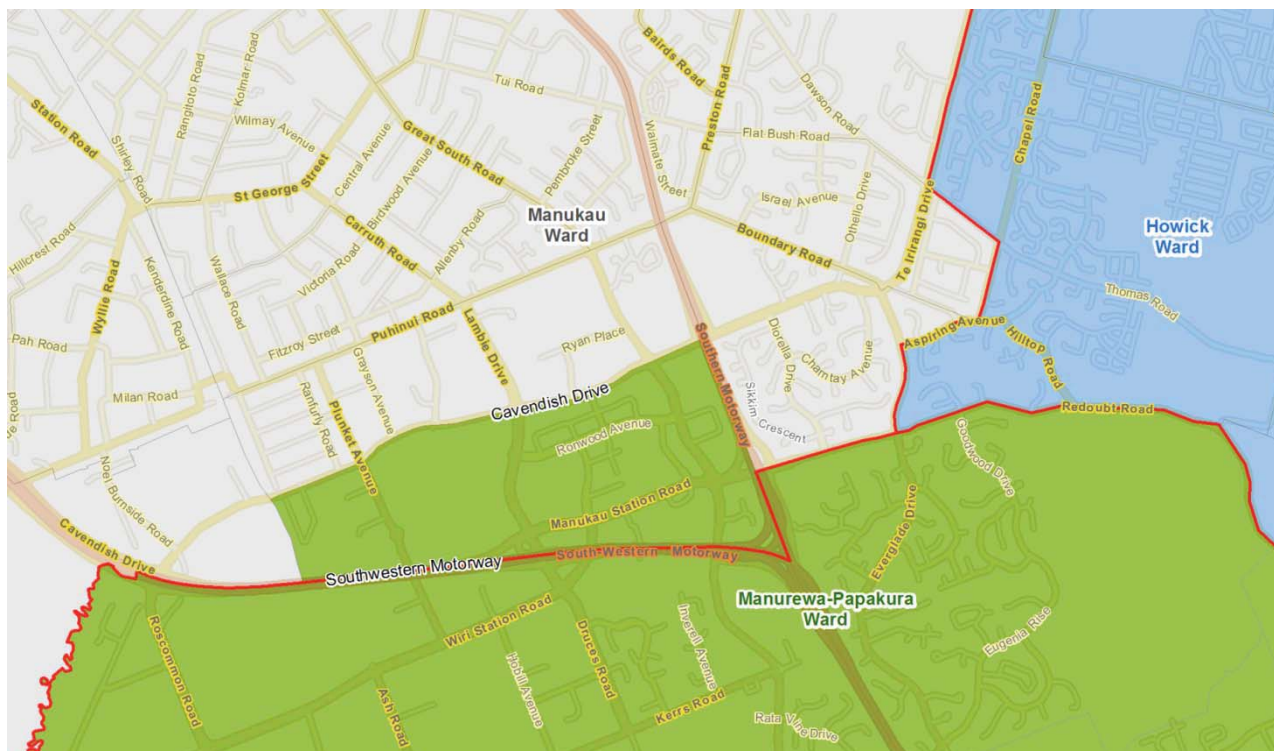 Bairds Road
Tui Road
Dawson Road
Kolmar Road
Rangitoto Road
Station Road
Wilmay Avenue
Shirley Road
Great South Road
Preston Road
Flat Bush Road
Waimate Street
Central Avenue
Birdwood Avenue
Pembroke Street
St George Street
Chapel Road
Israel Avenue
Othello Drive
Manukau
Ward
Carruth Road
Allenby Road
Victoria Road
Boundary Road
Te Irirangi Drive
Howick
Ward
Hillcrest Road
Kenderdine Road
Wallace Road
Wyllie Road
Thomas Road
Puhinui Road
Fitzroy Street
Lambie Drive
Ryan Place
Pah Road
Grayson Avenue
Southern Motorway
Diorella Drive
Charntay Avenue
Aspiring Avenue
Hilltop Road
Milan Road
Ranfurly Road
Plunket Avenue
Cavendish Drive
Sikkim Crescent
Redoubt Road
ue Road
Ronwood Avenue
Goodwood Drive
Noel Burnside Road
Manukau Station Road
Everglade Drive
Cavendish Drive
Southwestern Motorway
South-Western Motorway
Manurewa-Papakura
Ward
Roscommon Road
Wiri Station Road
Druces Road
Inverell Avenue
Eugenia Rise
Hobill Avenue
Ash Road
Kerrs Road
Rata Vine Drive